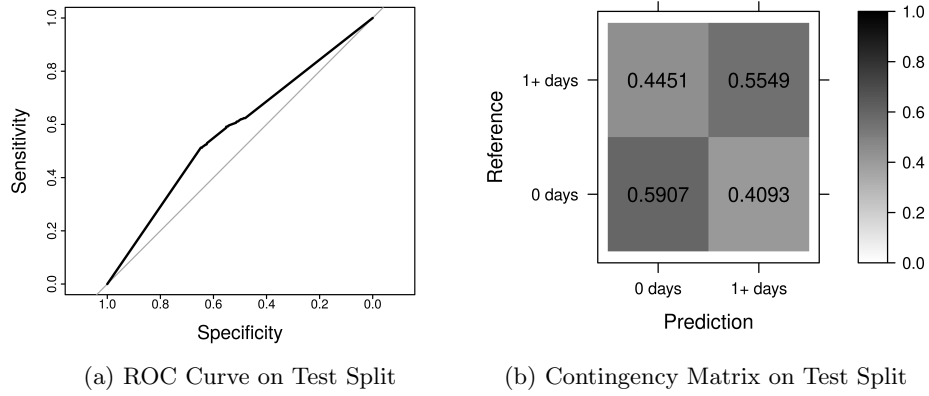 1.0
0.8
0.6
0.4
0.2
0.0
Sensitivity
1.0 0.8 0.6 0.4 0.2 0.0
Specificity
(a) ROC Curve on Test Split
Reference
1+ days
0 days
0.4451 0.5549
0.5907 0.4093
0 days 1+ days
Prediction
1.0
0.8
0.6
0.4
0.2
0.0
(b) Contingency Matrix on Test Split